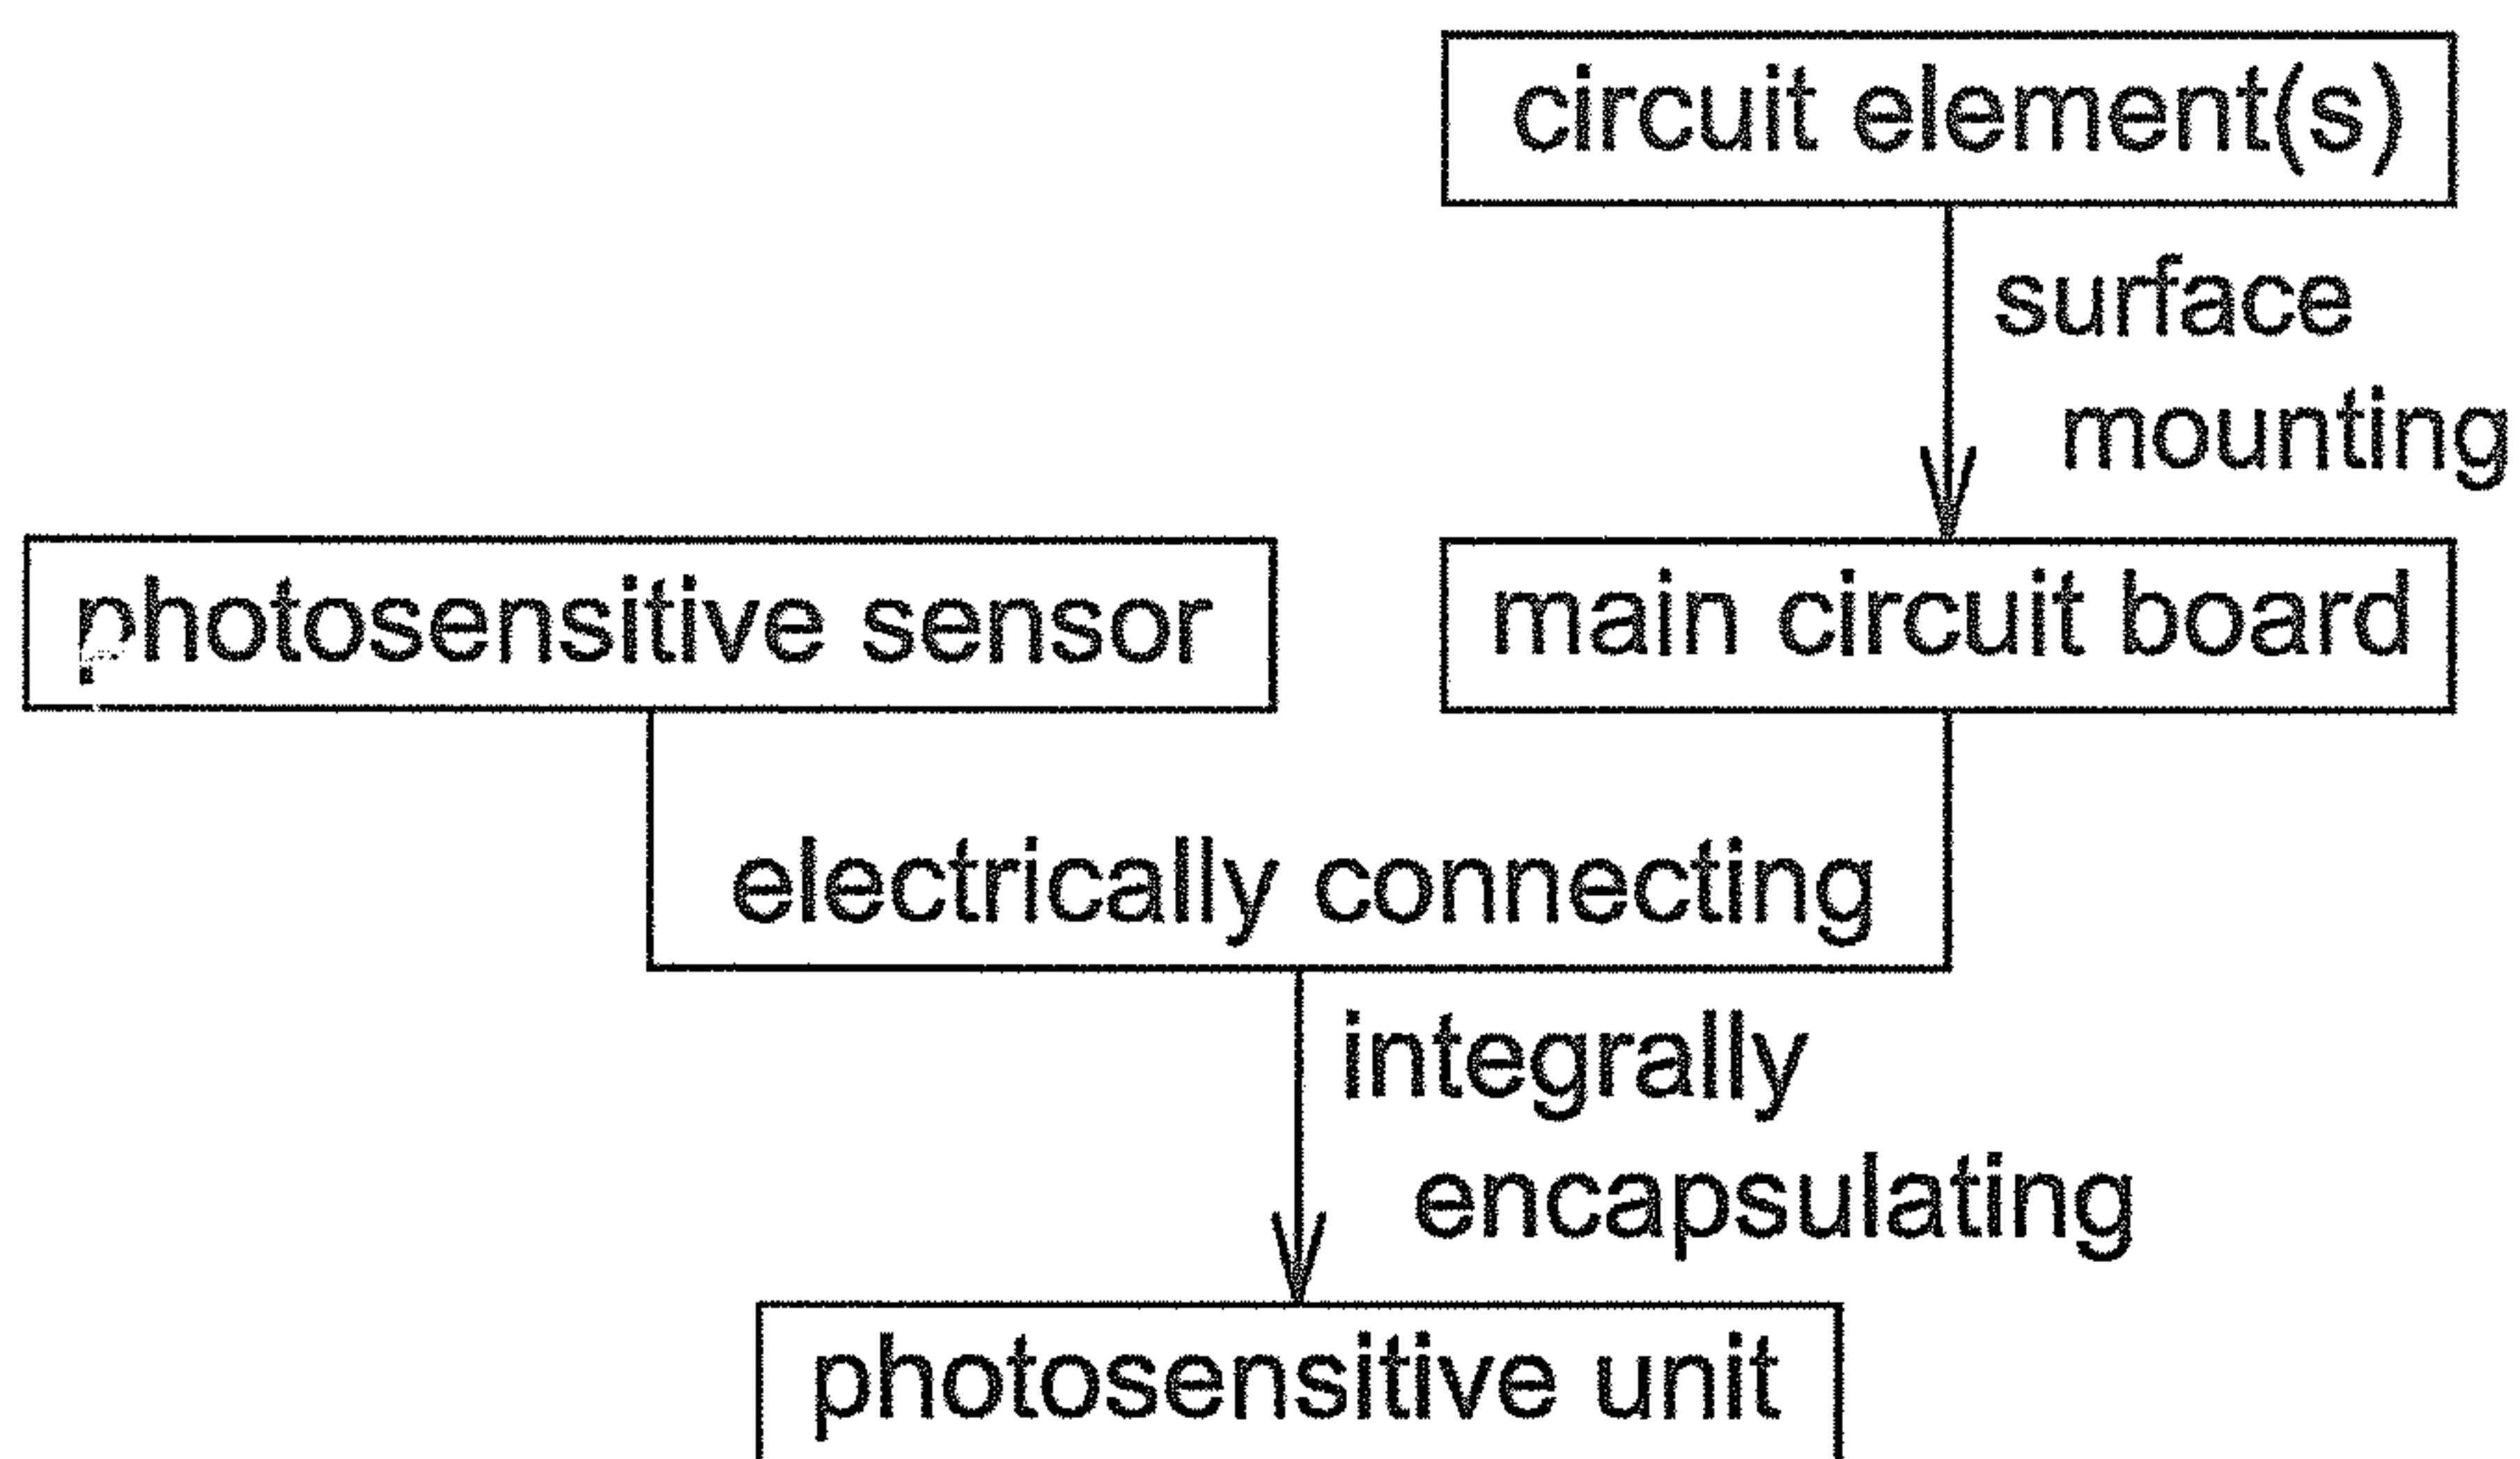 circuit element(s)
surface
mounting
photosensitive sensor
main circuit board
electrically connecting
integrally
encapsulating
photosensitive unit